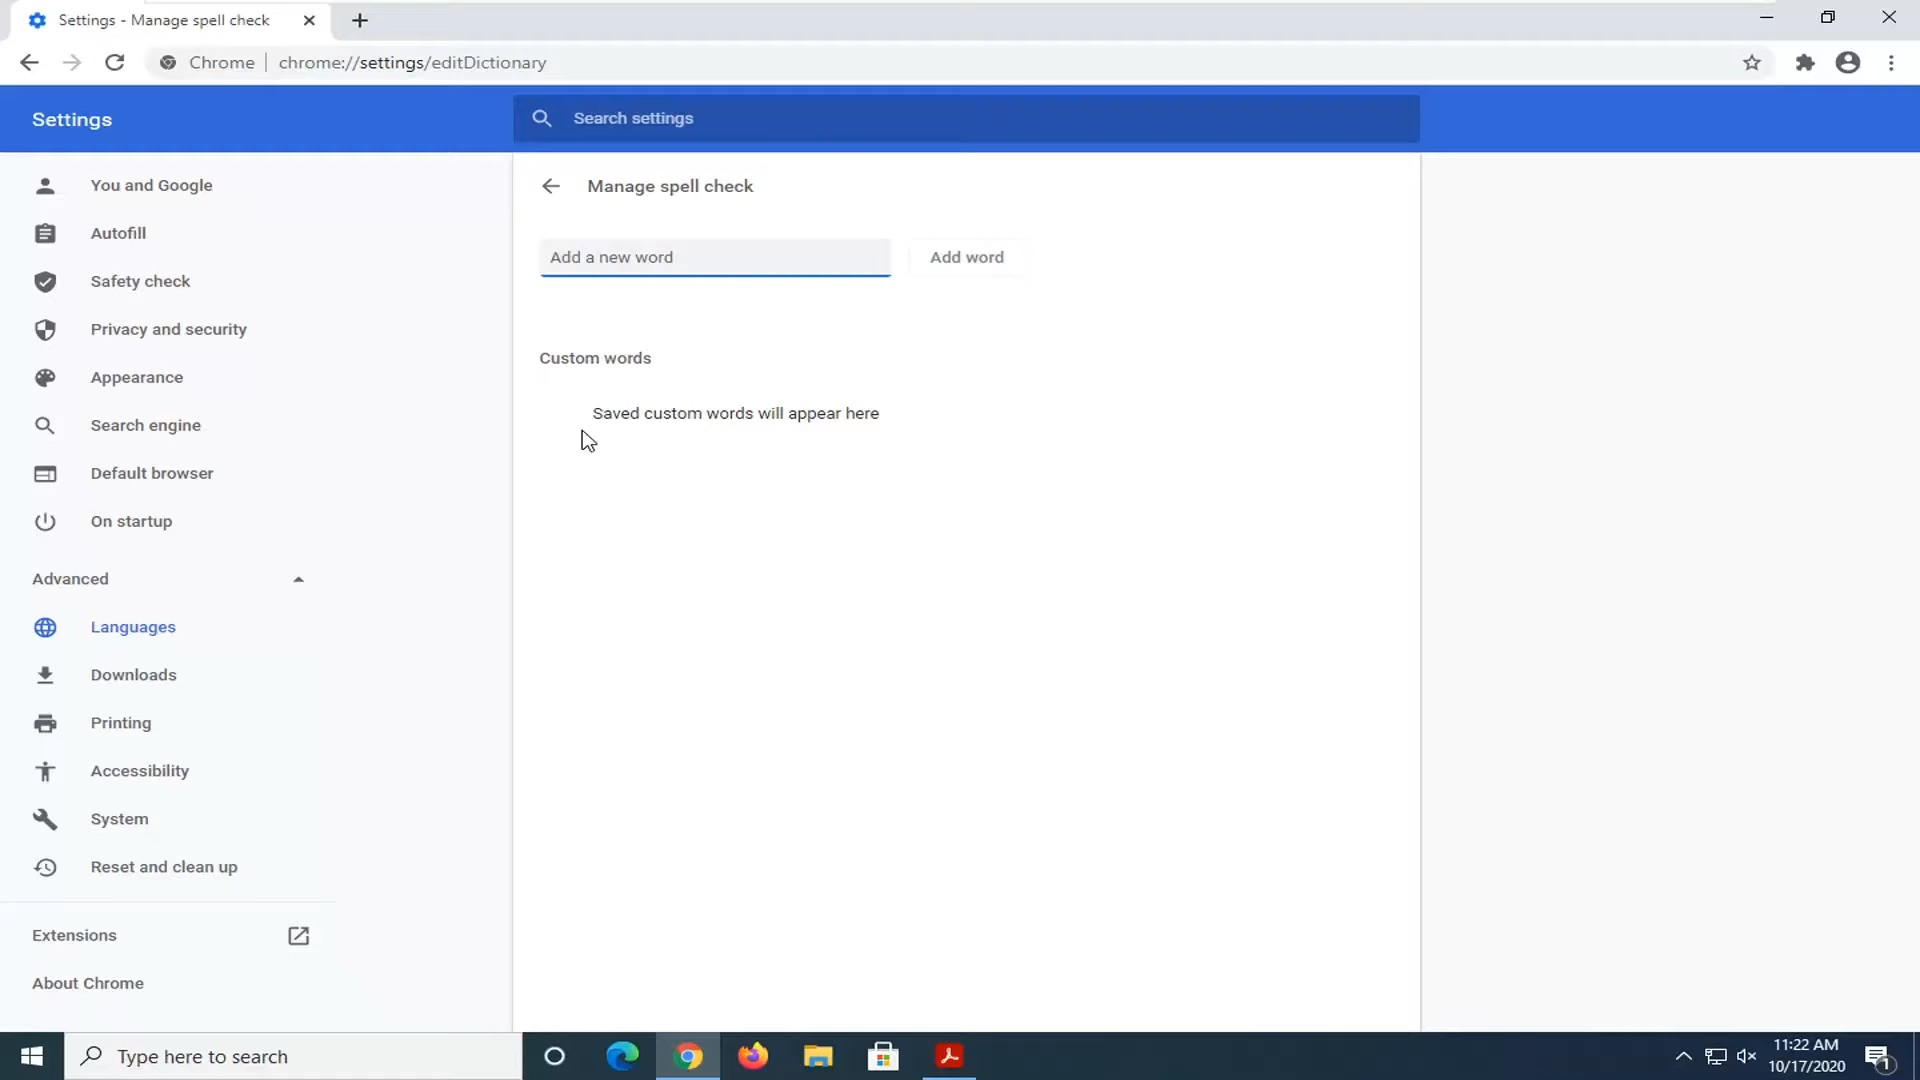 Settings - Manage spell check
Chrome | chrome://settings/editDictionary
Settings
Search settings
You and Google
Autofill
Safety check
Privacy and security
Appearance
Search engine
Default browser
On startup
Advanced
Languages
Downloads
Printing
Accessibility
System
Reset and clean up
Extensions
About Chrome
Manage spell check
Add a new word
Add word
Custom words
Saved custom words will appear here
Type here to search
11:22 AM
10/17/2020
1